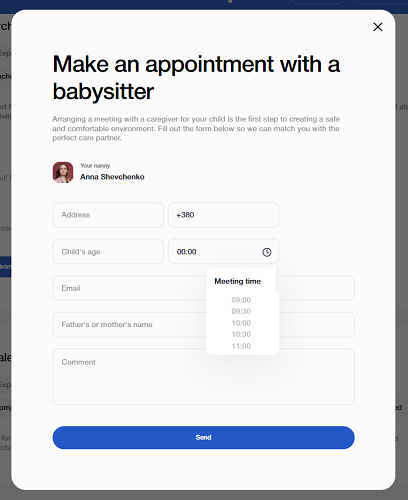 Make an appointment with a
babysitter
Arranging a meeting with a caregiver for your child is the first step to creating a safe
and comfortable environment. Fill out the form below so we can match you with the
perfect care partner.
Your nanny
Anna Shevchenko
Address
+380
Child's age
00:00
Meeting time
09:00
09:30
10:00
10:30
11:00
Email
Father's or mother's name
Comment
Send